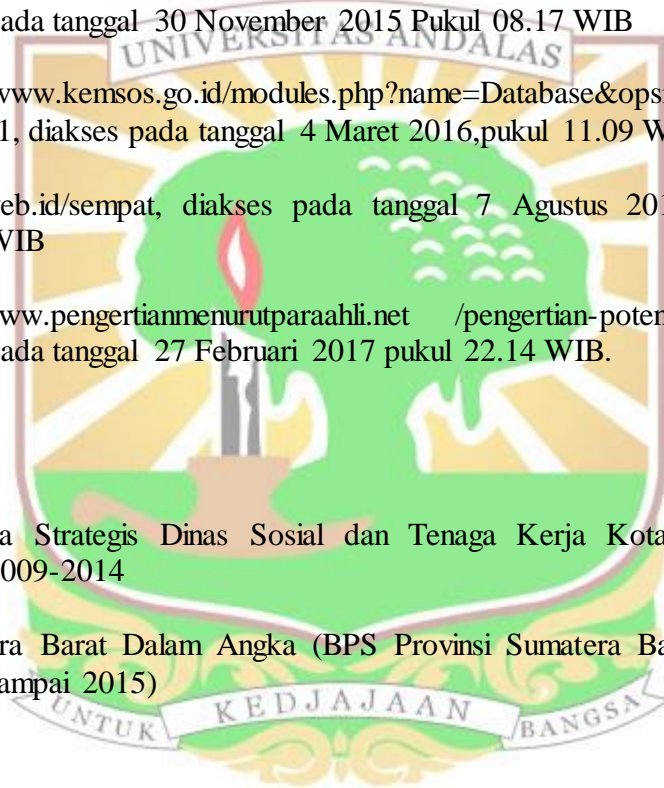 ada tanggal 30 November 2015 Pukul 08.17 WIB
UNIVERSITAS ANDALAS
www.kemsos.go.id/modules.php?name=Database&opsi
1, diakses pada tanggal 4 Maret 2016,pukul 11.09 W
eb.id/sempat, diakses pada tanggal 7 Agustus 201
WIB
ww.pengertianmenurutparaahli.net /pengertian-poten
ada tanggal 27 Februari 2017 pukul 22.14 WIB.
a Strategis Dinas Sosial dan Tenaga Kerja Kota
009-2014
ra Barat Dalam Angka (BPS Provinsi Sumatera Ba
ampai 2015)
UNTUK KEDJAJAAN BANGSA